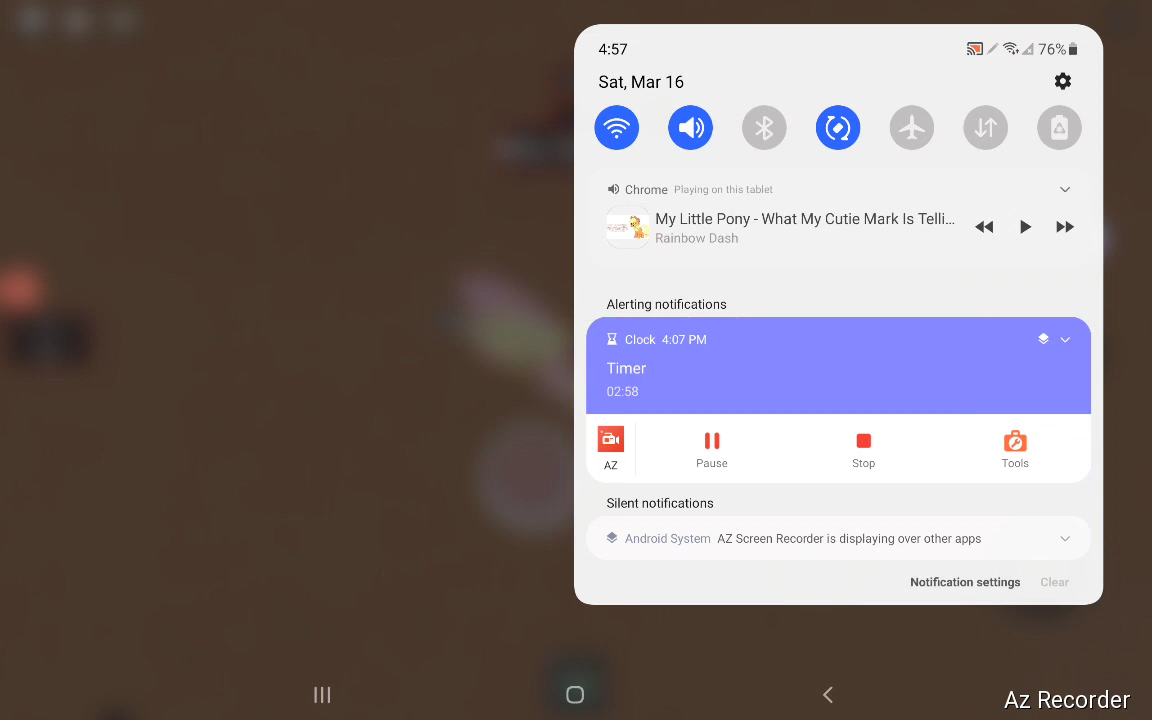 4:57
76%
Sat, Mar 16
Chrome Playing on this tablet
My Little Pony - What My Cutie Mark Is Telli...
Rainbow Dash
Alerting notifications
Clock 4:07 PM
Timer
02:58
AZ
Pause
Stop
Tools
Silent notifications
Android System AZ Screen Recorder is displaying over other apps
Notification settings Clear
Az Recorder